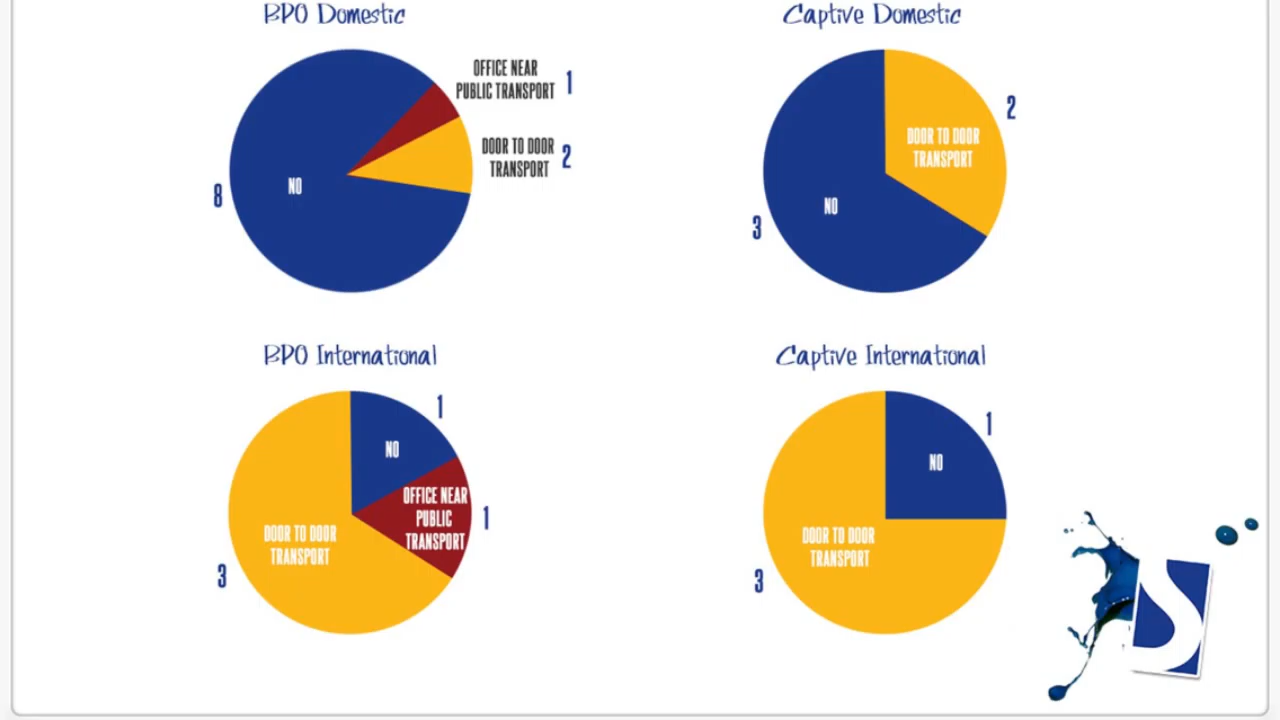 BPO Domestic
OFFICE NEAR
PUBLIC TRANSPORT
1
DOOR TO DOOR
TRANSPORT
2
NO
8
Captive Domestic
2
DOOR TO DOOR
TRANSPORT
NO
3
BPO International
1
NO
OFFICE NEAR
PUBLIC
TRANSPORT
1
DOOR TO DOOR
TRANSPORT
3
Captive International
1
NO
DOOR TO DOOR
TRANSPORT
3
S